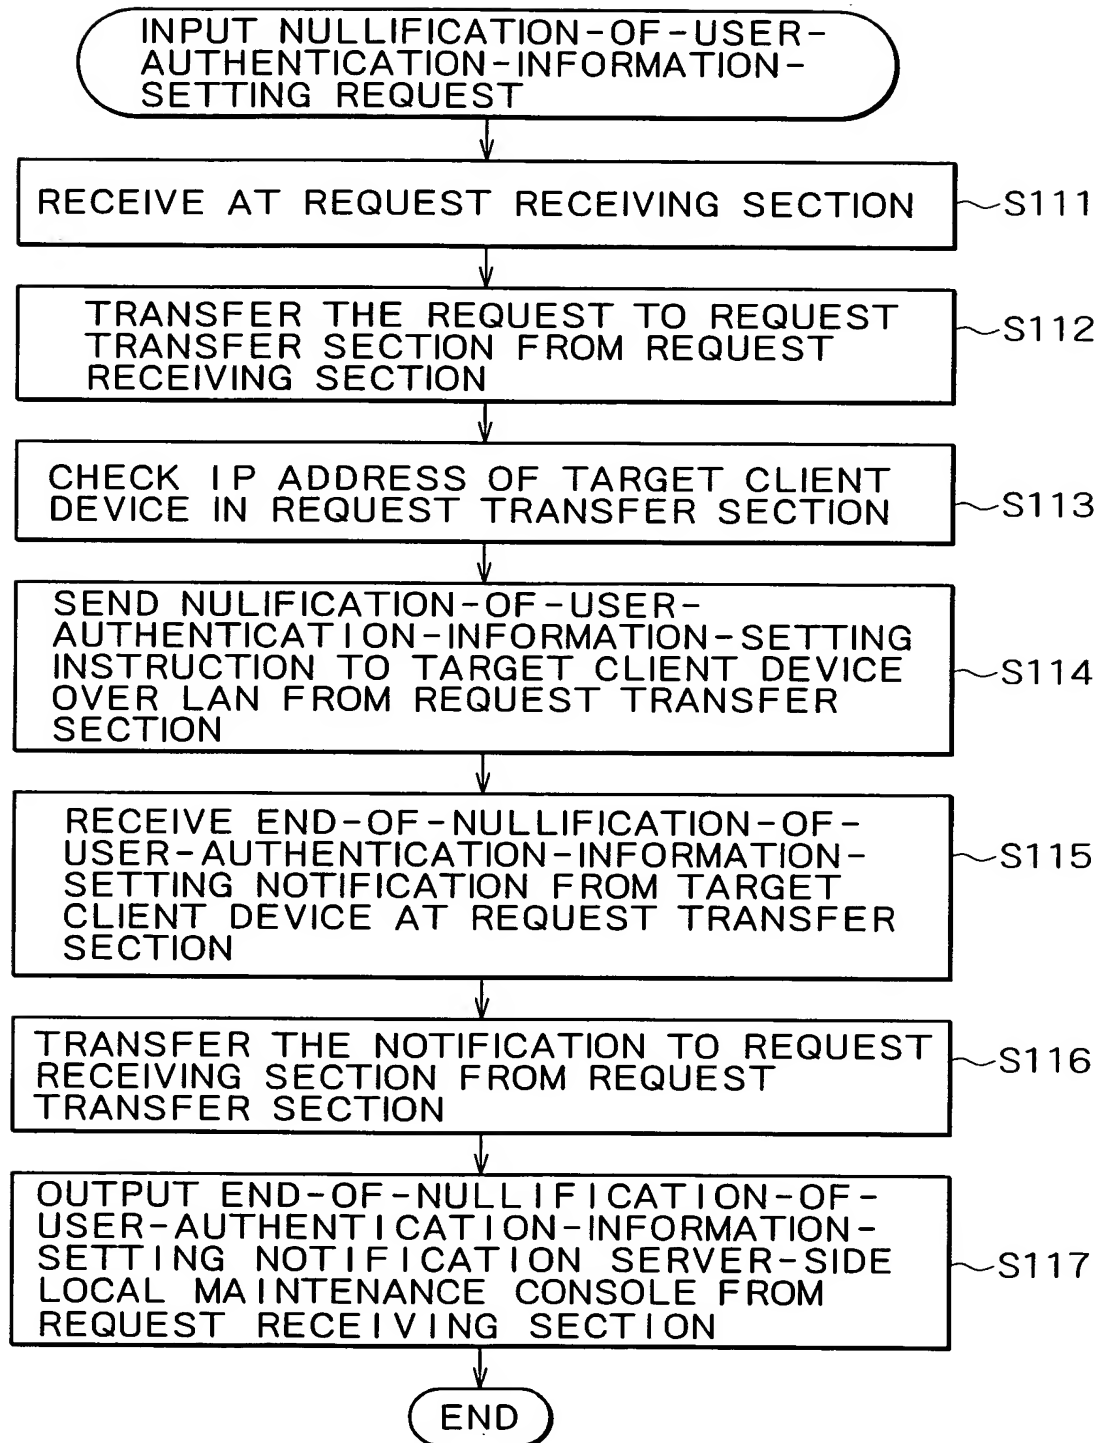 INPUT NULLIFICATION-OF-USER-
AUTHENTICATION-INFORMATION-
SETTING REQUEST
RECEIVE AT REQUEST RECEIVING SECTION
S111
TRANSFER THE REQUEST TO REQUEST
TRANSFER SECTION FROM REQUEST
RECEIVING SECTION
S112
CHECK IP ADDRESS OF TARGET CLIENT
DEVICE IN REQUEST TRANSFER SECTION
S113
SEND NULIFICATION-OF-USER-
AUTHENTICATION-INFORMATION-SETTING
INSTRUCTION TO TARGET CLIENT DEVICE
OVER LAN FROM REQUEST TRANSFER
SECTION
S114
RECEIVE END-OF-NULLIFICATION-OF-
USER-AUTHENTICATION-INFORMATION-
SETTING NOTIFICATION FROM TARGET
CLIENT DEVICE AT REQUEST TRANSFER
SECTION
S115
TRANSFER THE NOTIFICATION TO REQUEST
RECEIVING SECTION FROM REQUEST
TRANSFER SECTION
S116
OUTPUT END-OF-NULLIFICATION-OF-
USER-AUTHENTICATION-INFORMATION-
SETTING NOTIFICATION SERVER-SIDE
LOCAL MAINTENANCE CONSOLE FROM
REQUEST RECEIVING SECTION
S117
END